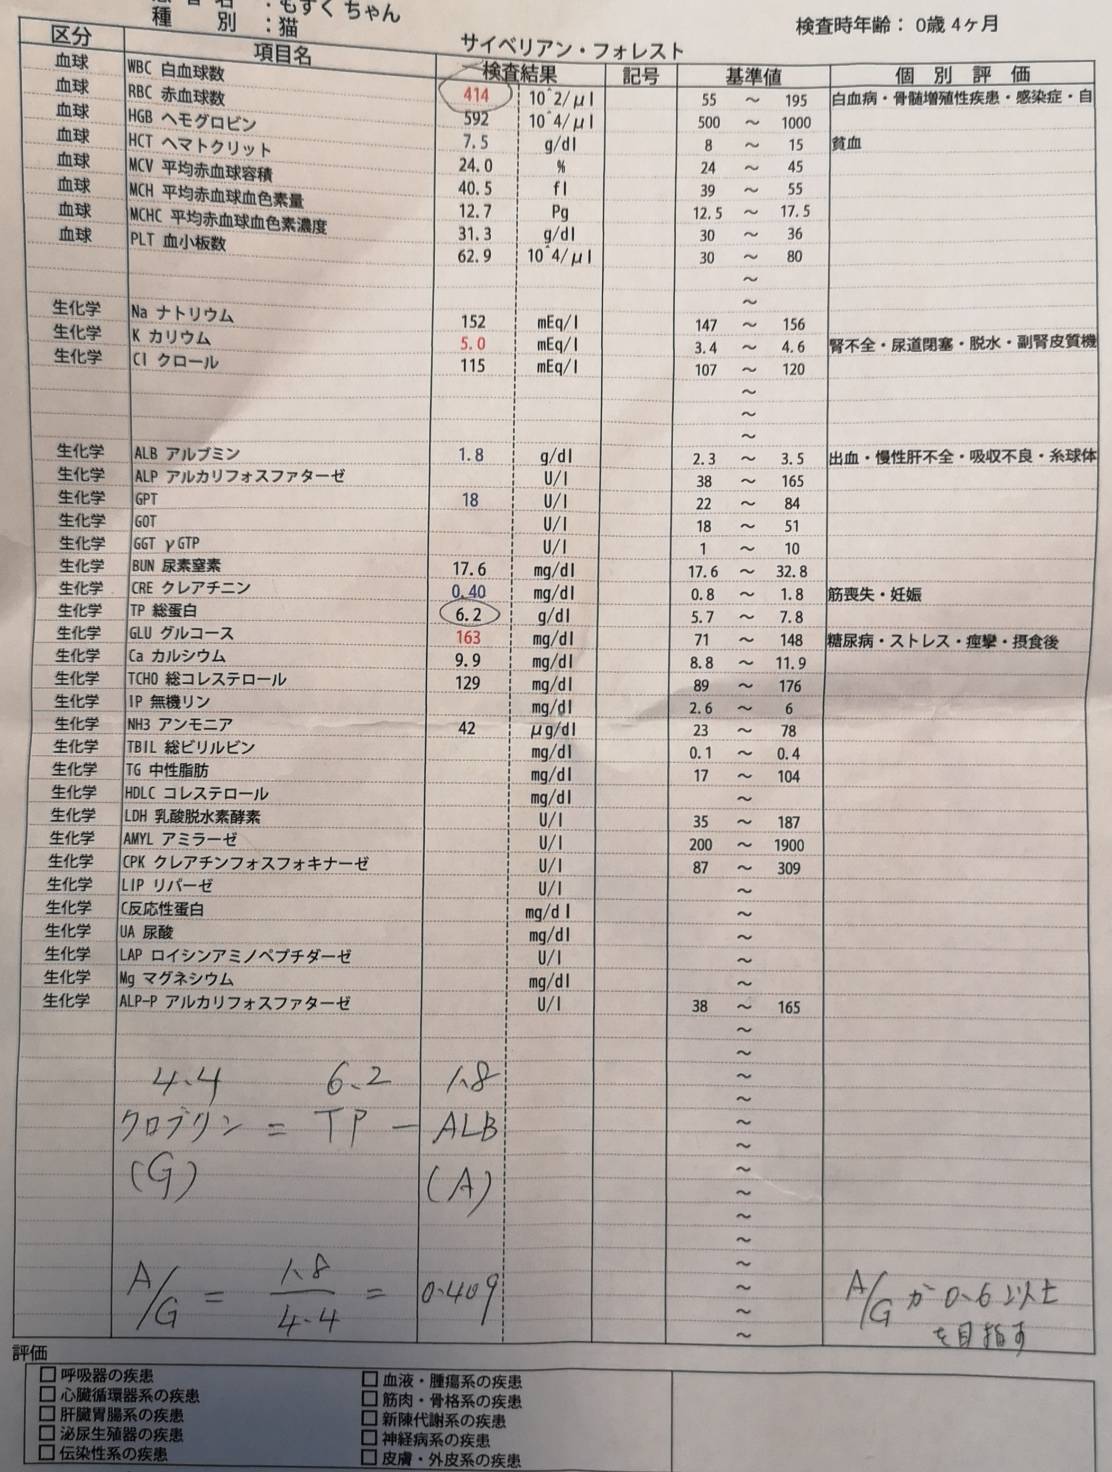 もずく ちゃん
種 別 ：猫
サイベリアン・フォレスト
検査時年齢： 0歳 4ヶ月
区分 項目名 検査結果 記号 基準値 個 別 評 価
血球 WBC 白血球数 414 10^2/μl 55 ～ 195 白血病・骨髄増殖性疾患・感染症・自
血球 RBC 赤血球数 592 10^4/μl 500 ～ 1000
血球 HGB ヘモグロビン 7.5 g/dl 8 ～ 15 貧血
血球 HCT ヘマトクリット 24.0 % 24 ～ 45
血球 MCV 平均赤血球容積 40.5 fl 39 ～ 55
血球 MCH 平均赤血球血色素量 12.7 Pg 12.5 ～ 17.5
血球 MCHC 平均赤血球血色素濃度 31.3 g/dl 30 ～ 36
血球 PLT 血小板数 62.9 10^4/μl 30 ～ 80
～
～
生化学 Na ナトリウム 152 mEq/l 147 ～ 156
生化学 K カリウム 5.0 mEq/l 3.4 ～ 4.6 腎不全・尿道閉塞・脱水・副腎皮質機
生化学 Cl クロール 115 mEq/l 107 ～ 120
～
～
～
生化学 ALB アルブミン 1.8 g/dl 2.3 ～ 3.5 出血・慢性肝不全・吸収不良・糸球体
生化学 ALP アルカリフォスファターゼ U/l 38 ～ 165
生化学 GPT 18 U/l 22 ～ 84
生化学 GOT U/l 18 ～ 51
生化学 GGT γGTP U/l 1 ～ 10
生化学 BUN 尿素窒素 17.6 mg/dl 17.6 ～ 32.8
生化学 CRE クレアチニン 0.40 mg/dl 0.8 ～ 1.8 筋喪失・妊娠
生化学 TP 総蛋白 6.2 g/dl 5.7 ～ 7.8
生化学 GLU グルコース 163 mg/dl 71 ～ 148 糖尿病・ストレス・痙攣・摂食後
生化学 Ca カルシウム 9.9 mg/dl 8.8 ～ 11.9
生化学 TCHO 総コレステロール 129 mg/dl 89 ～ 176
生化学 IP 無機リン mg/dl 2.6 ～ 6
生化学 NH3 アンモニア 42 μg/dl 23 ～ 78
生化学 TBIL 総ビリルビン mg/dl 0.1 ～ 0.4
生化学 TG 中性脂肪 mg/dl 17 ～ 104
生化学 HDLC コレステロール mg/dl ～
生化学 LDH 乳酸脱水素酵素 U/l 35 ～ 187
生化学 AMYL アミラーゼ U/l 200 ～ 1900
生化学 CPK クレアチンフォスフォキナーゼ U/l 87 ～ 309
生化学 LIP リパーゼ U/l ～
生化学 C反応性蛋白 mg/dl ～
生化学 UA 尿酸 mg/dl ～
生化学 LAP ロイシンアミノペプチダーゼ U/l ～
生化学 Mg マグネシウム mg/dl ～
生化学 ALP-P アルカリフォスファターゼ U/l 38 ～ 165
～
～
～
～
～
～
～
～
～
～
～
～
～
～
4.4 6.2 1.8
クロブリン = TP - ALB
(G) (A)
A/G = 1.8/4.4 = 0.409
A/G が 0.6 以上
を目指す
評価
□ 呼吸器の疾患 □ 血液・腫瘍系の疾患
□ 心臓循環器系の疾患 □ 筋肉・骨格系の疾患
□ 肝臓胃腸系の疾患 □ 新陳代謝系の疾患
□ 泌尿生殖器の疾患 □ 神経病系の疾患
□ 伝染性系の疾患 □ 皮膚・外皮系の疾患